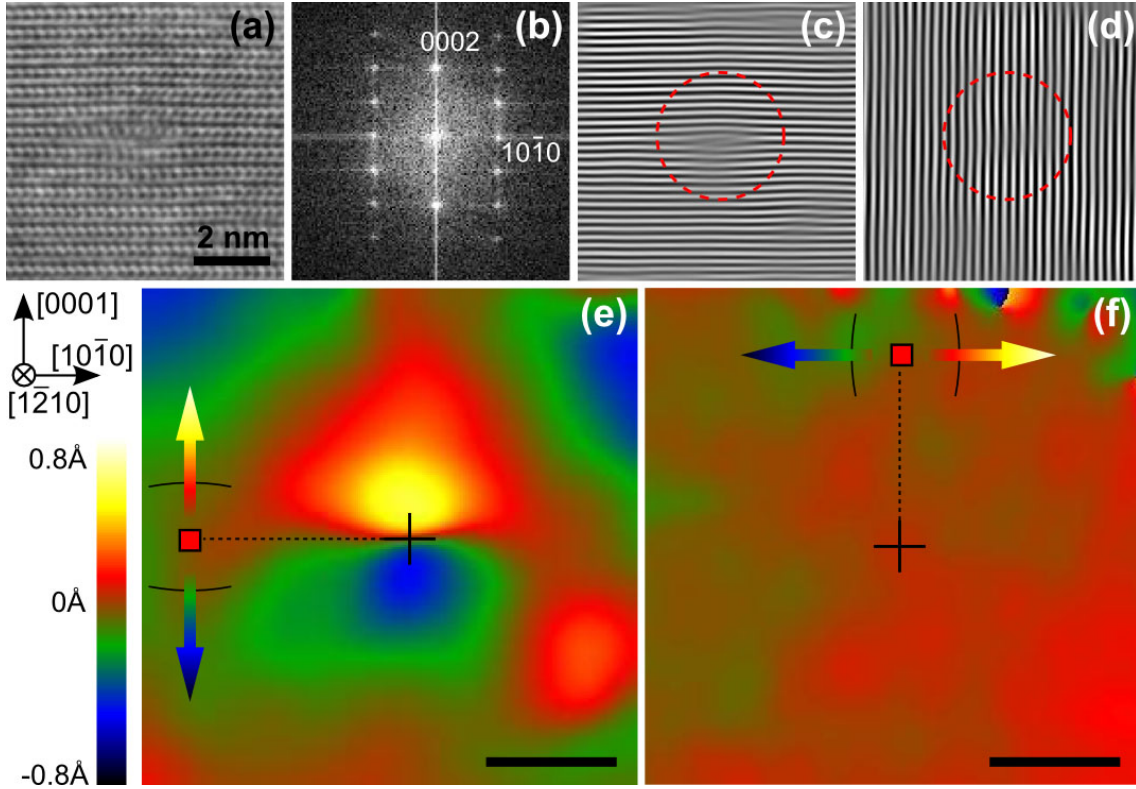 (a)
2 nm
(b)
0002
101̅0
(c)
(d)
[0001]
[101̅0]
[12̅10]
0.8Å
0Å
-0.8Å
(e)
(f)